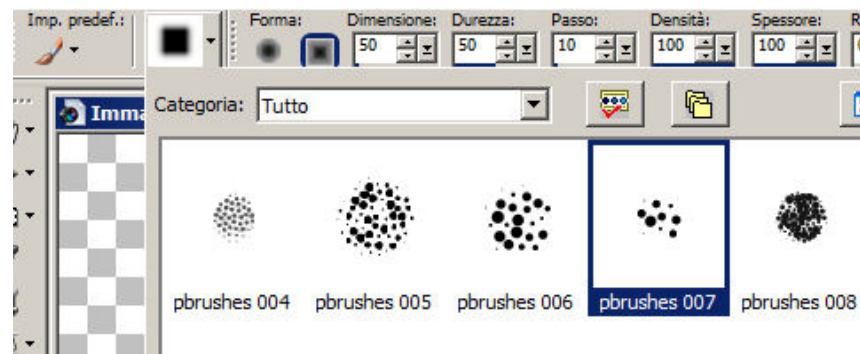 Imp. predef.: Forma: Dimensione: Durezza: Passo: Densità: Spessore: R
50 50 10 100 100
Categoria: Tutto
Imma
pbrushes 004 pbrushes 005 pbrushes 006 pbrushes 007 pbrushes 008